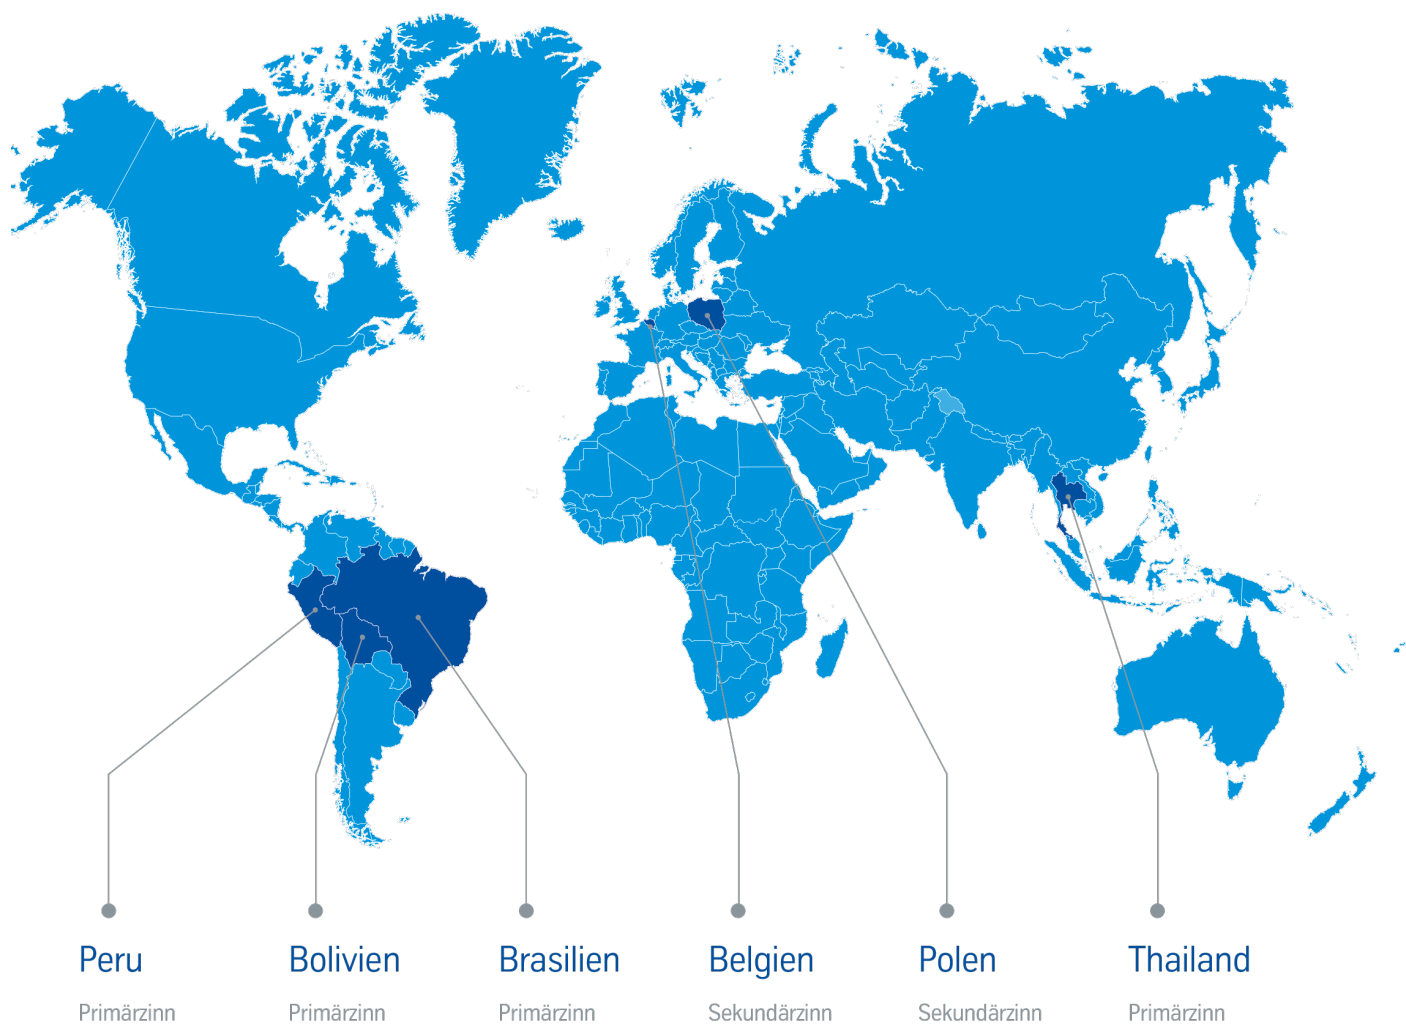 Peru
Bolivien
Brasilien
Belgien
Polen
Thailand
Primärzinn
Primärzinn
Primärzinn
Sekundärzinn
Sekundärzinn
Primärzinn